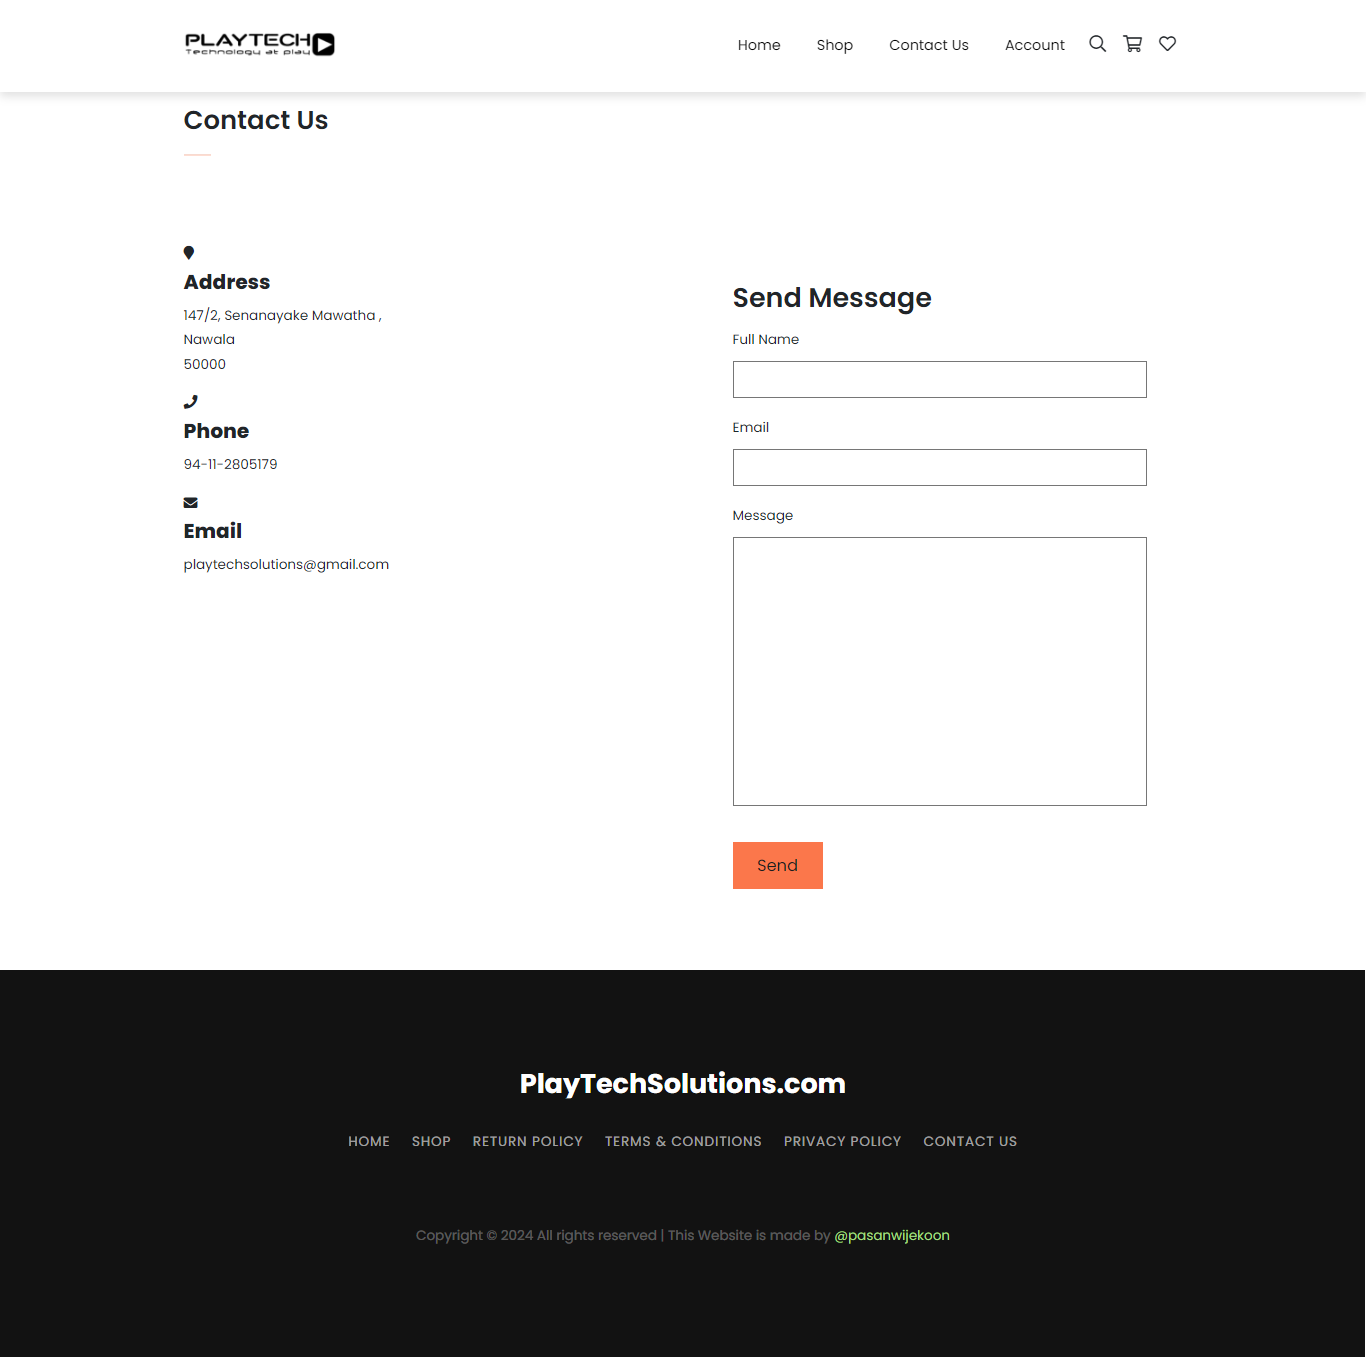 PLAYTECH
Technology at play
Home Shop Contact Us Account
Contact Us
Address
147/2, Senanayake Mawatha ,
Nawala
50000
Phone
94-11-2805179
Email
playtechsolutions@gmail.com
Send Message
Full Name
Email
Message
Send
PlayTechSolutions.com
HOME SHOP RETURN POLICY TERMS & CONDITIONS PRIVACY POLICY CONTACT US
Copyright © 2024 All rights reserved | This Website is made by @pasanwijekoon